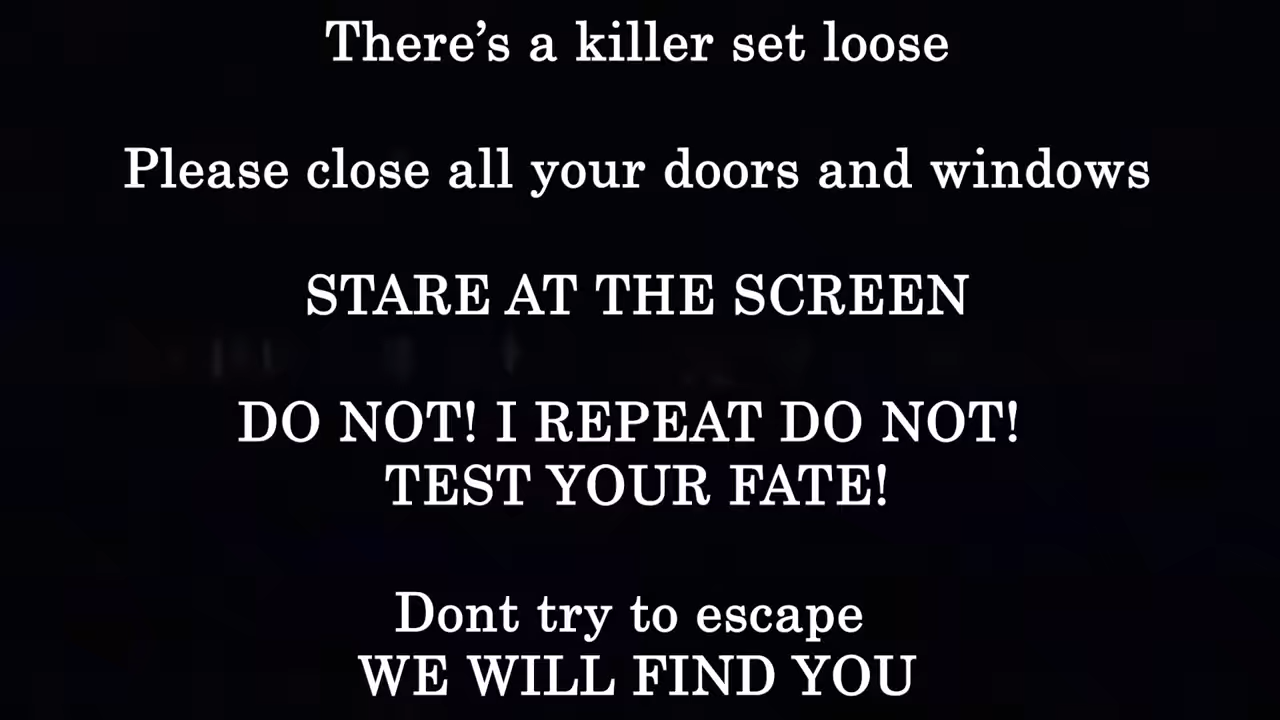 There’s a killer set loose
Please close all your doors and windows
STARE AT THE SCREEN
DO NOT! I REPEAT DO NOT!
TEST YOUR FATE!
Dont try to escape
WE WILL FIND YOU